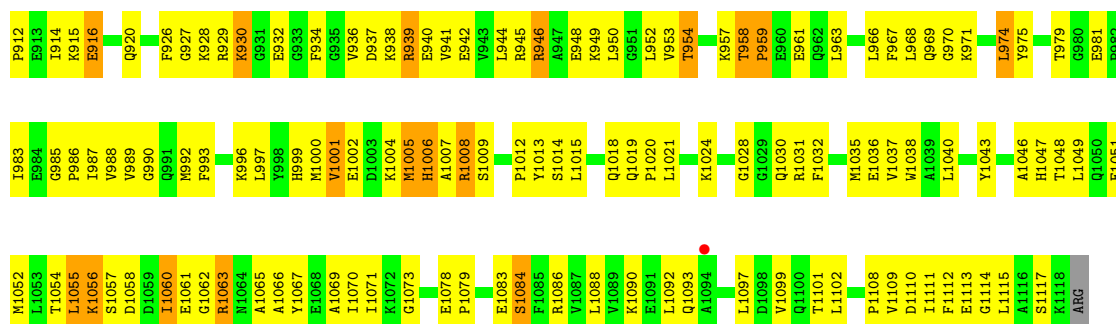 P912 E913 I914 K915 E916 Q920 F926 G927 K928 R929 K930 G931 E932 G933 F934 G935 V936 D937 K938 R939 E940 V941 E942 V943 L944 R945 R946 A947 E948 K949 L950 G951 L952 V953 T954 K957 T958 P959 E960 E961 Q962 L963 L966 F967 L968 Q969 G970 K971 L974 Y975 T979 G980 E981
I983 E984 G985 P986 I987 V988 V989 G990 Q991 M992 F993 K996 L997 Y998 H999 M1000 V1001 E1002 D1003 K1004 M1005 H1006 A1007 R1008 S1009 P1012 Y1013 S1014 L1015 Q1018 Q1019 P1020 L1021 K1024 G1028 G1029 Q1030 R1031 F1032 M1035 E1036 V1037 W1038 A1039 L1040 Y1043 A1046 H1047 T1048 L1049 Q1050
M1052 L1053 T1054 L1055 K1056 S1057 D1058 D1059 I1060 E1061 G1062 R1063 N1064 A1065 A1066 Y1067 E1068 A1069 I1070 I1071 K1072 G1073 E1078 P1079 E1083 S1084 F1085 R1086 V1087 L1088 V1089 K1090 E1091 L1092 Q1093 A1094 L1097 D1098 V1099 Q1100 T1101 L1102 P1108 V1109 D1110 I1111 F1112 E1113 G1114 L1115 A1116 S1117 K1118 ARG